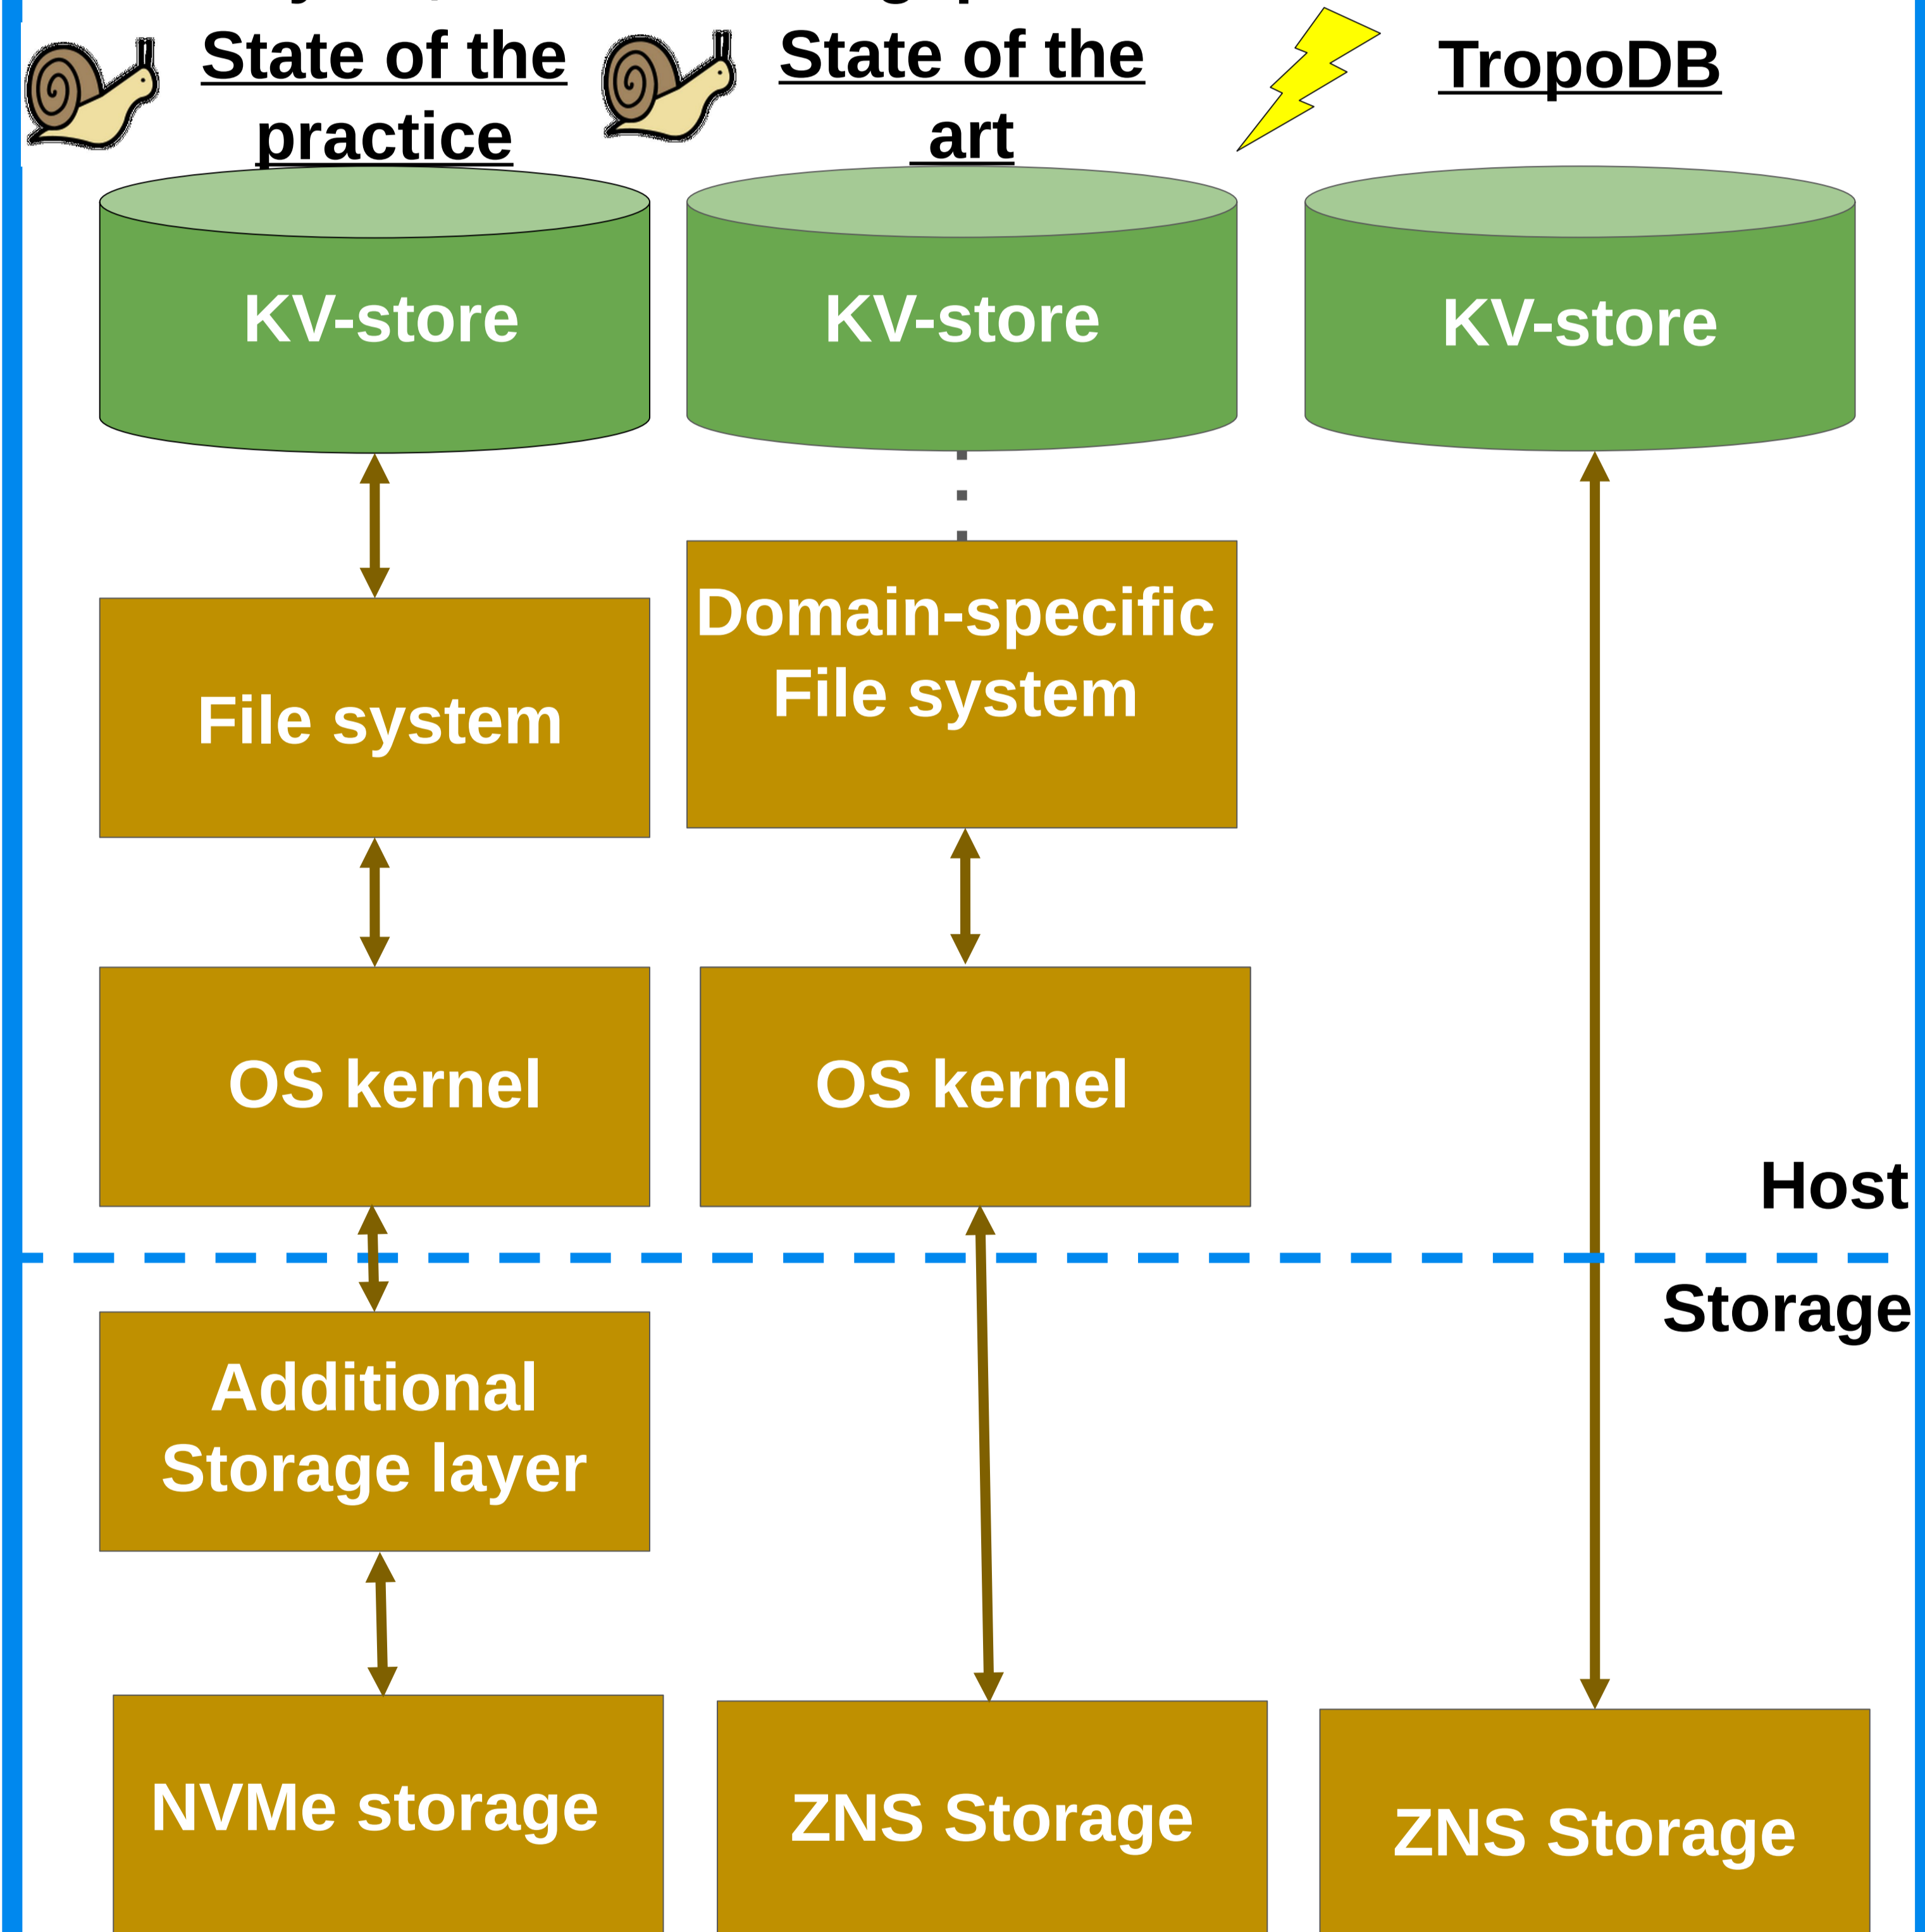 State of the
practice
State of the
art
TropoDB
KV-store
KV-store
KV-store
Domain-specific
File system
File system
OS kernel
OS kernel
Host
Storage
Additional
Storage layer
NVMe storage
ZNS Storage
ZNS Storage